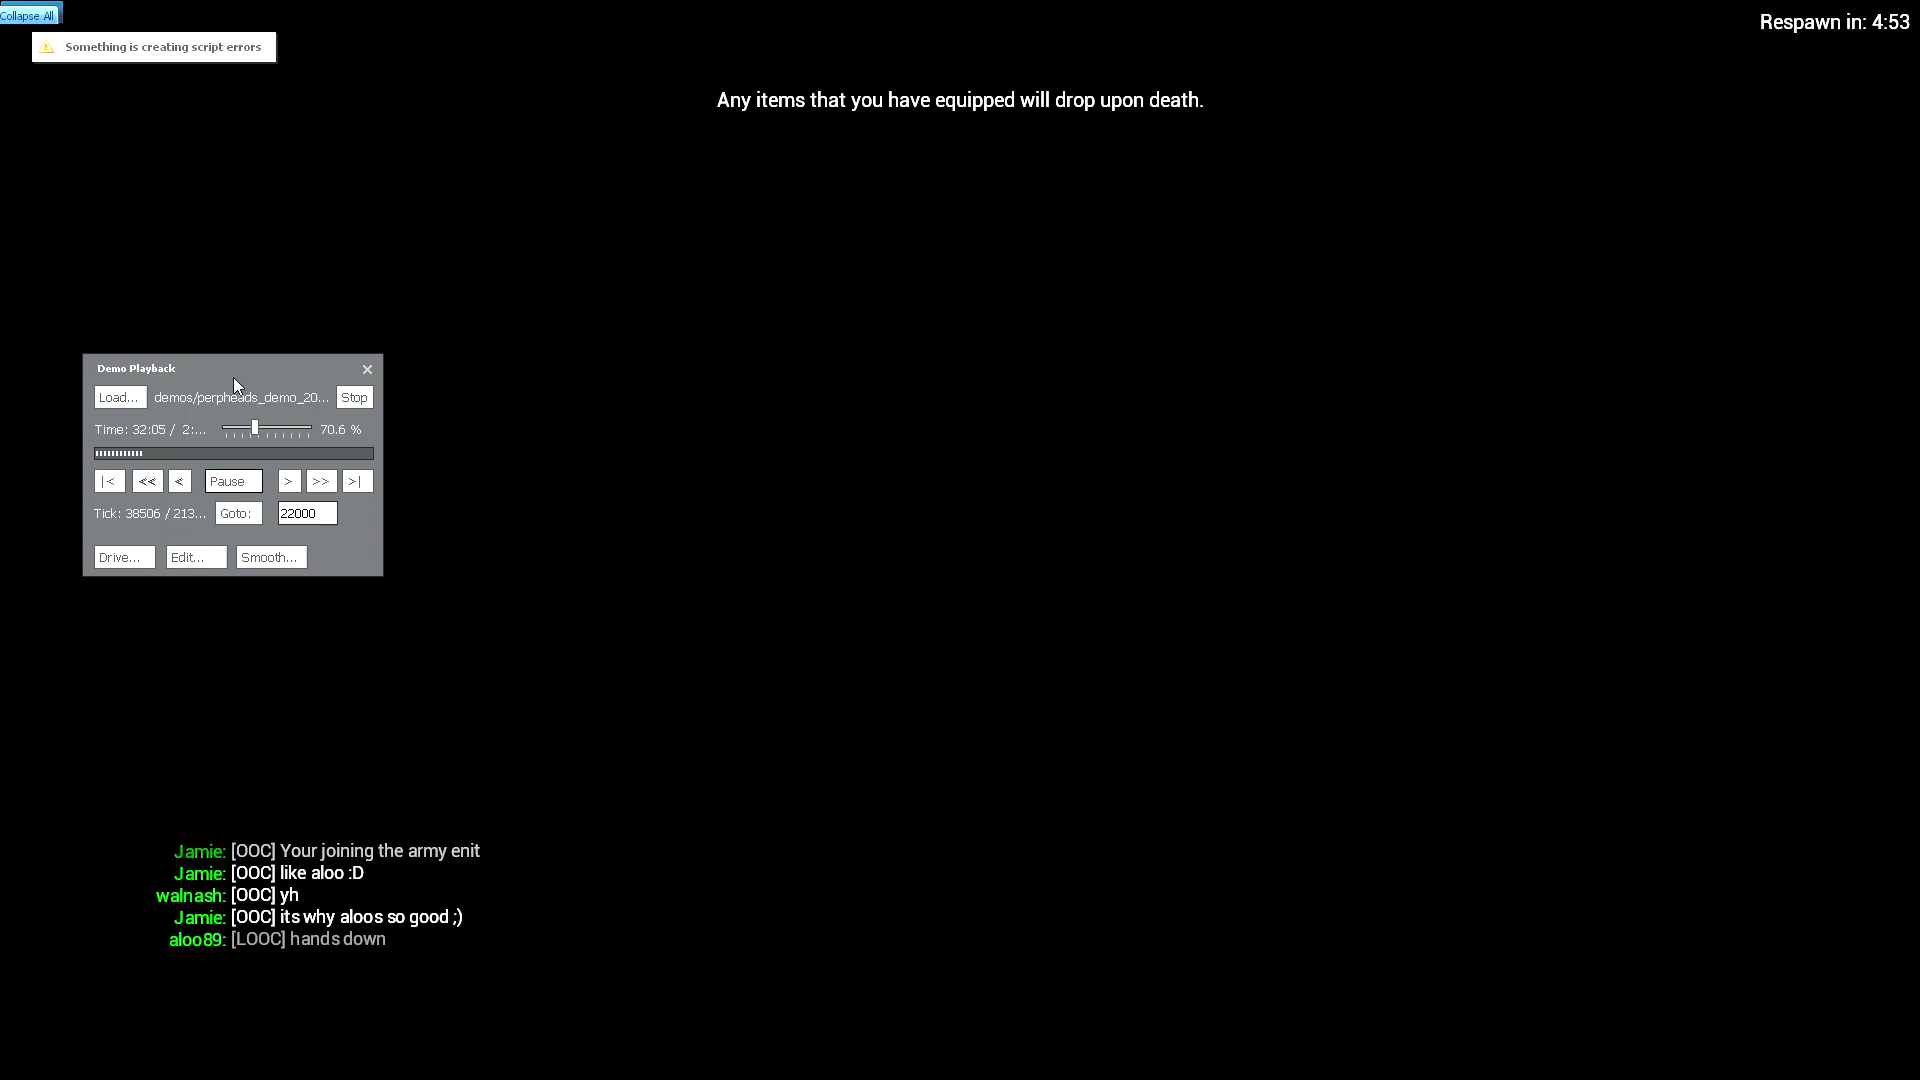 Collapse All
Respawn in: 4:53
Something is creating script errors
Any items that you have equipped will drop upon death.
Demo Playback
Load... demos/perpheads_demo_20... Stop
Time: 32:05 / 2:... 70.6 %
|< << < Pause > >> >|
Tick: 38506 / 213... Goto: 22000
Drive... Edit... Smooth...
Jamie: [OOC] Your joining the army enit
Jamie: [OOC] like aloo :D
walnash: [OOC] yh
Jamie: [OOC] its why aloos so good ;)
aloo89: [LOOC] hands down